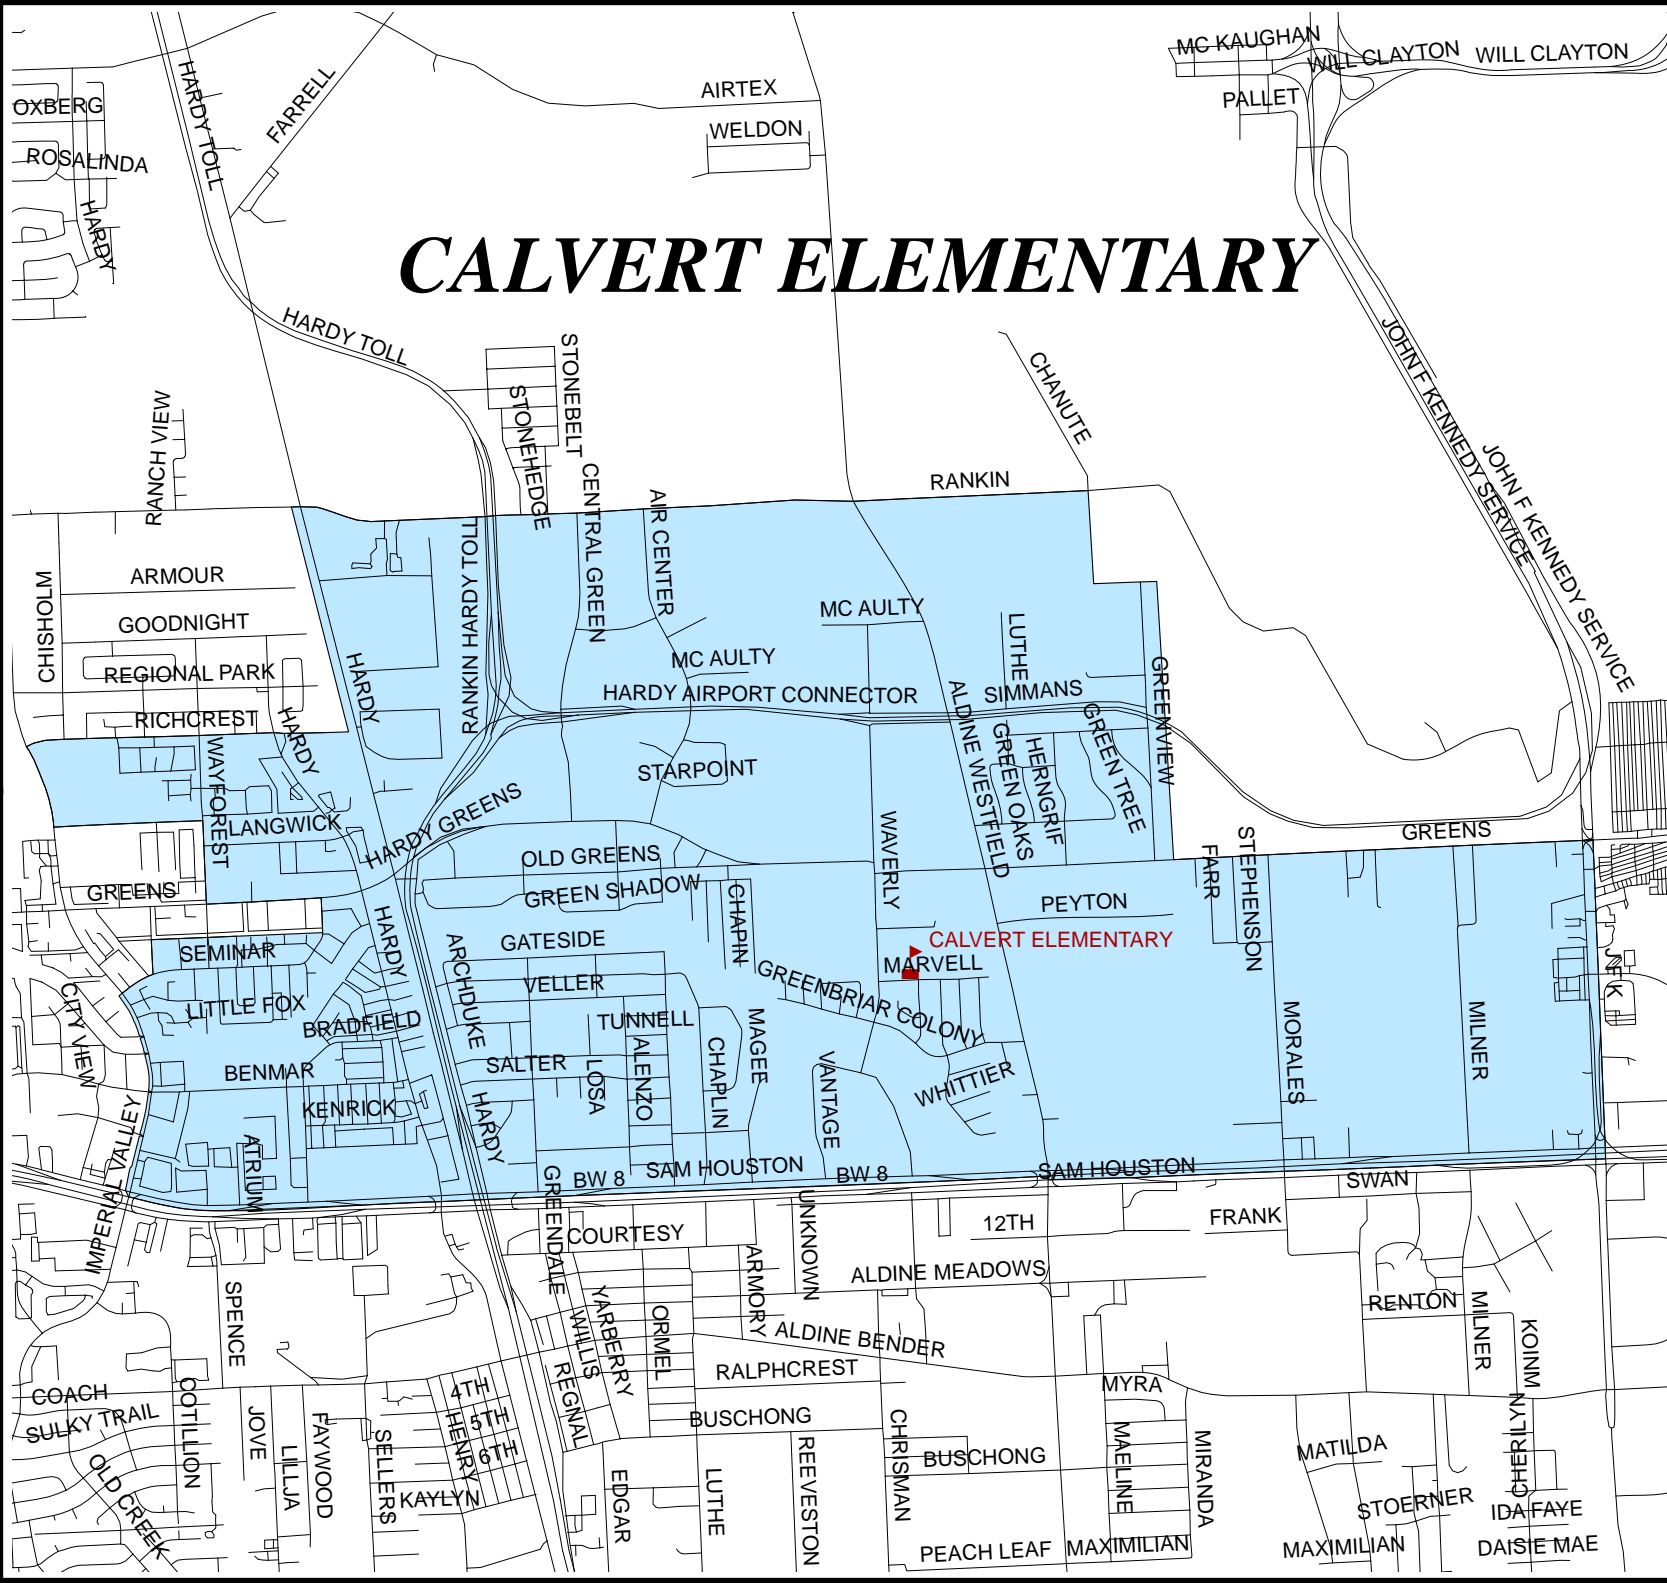 MC KAUGHAN
WILL CLAYTON
WILL CLAYTON
PALLET
AIRTEX
WELDON
HARDY TOLL
FARRELL
OXBERG
ROSALINDA
HARDY
CALVERT ELEMENTARY
HARDY TOLL
STONEBELT
STONEHEDGE
CHANUTE
JOHN F KENNEDY SERVICE
JOHN F KENNEDY SERVICE
RANCH VIEW
RANKIN
CENTRAL GREEN
AIR CENTER
RANKIN HARDY TOLL
CHISHOLM
ARMOUR
GOODNIGHT
REGIONAL PARK
RICHCREST
HARDY
HARDY
MC AULTY
MC AULTY
LUTHE
HARDY AIRPORT CONNECTOR
SIMMANS
GREENVIEW
ALDINE WESTFIELD
GREEN OAKS
HERNGRIF
GREEN TREE
WAYFOREST
LANGWICK
HARDY GREENS
STARPOINT
WAVERLY
GREENS
OLD GREENS
GREEN SHADOW
CHAPIN
FARR
STEPHENSON
PEYTON
GREENS
SEMINAR
HARDY
GATESIDE
CALVERT ELEMENTARY
MARVELL
JFK
CITY VIEW
LITTLE FOX
BRADFIELD
ARCHDUKE
VELLER
TUNNELL
GREENBRIAR COLONY
MAGEE
MORALES
MILNER
BENMAR
SALTER
LOSA
ALENZO
CHAPLIN
VANTAGE
WHITTIER
KENRICK
HARDY
IMPERIAL VALLEY
ATRIUM
GREENDALE
BW 8
SAM HOUSTON
BW 8
SAM HOUSTON
SWAN
UNKNOWN
COURTESY
12TH
FRANK
ARMORY
ALDINE MEADOWS
SPENCE
YARBERRY
WILLIS
ORMEL
RENTON
MILNER
KOINM
ALDINE BENDER
REGNAL
RALPHCREST
MYRA
COACH
SULKY TRAIL
COTILLION
JOVE
LILLJA
FAYWOOD
SELLERS
4TH
5TH
6TH
HENRY
KAYLYN
OLD CREEK
BUSCHONG
BUSCHONG
EDGAR
LUTHE
REEVESTON
CHRISMAN
MAELINE
MIRANDA
MATILDA
CHERILYN
STOERNER
IDA FAYE
PEACH LEAF
MAXIMILIAN
MAXIMILIAN
DAISIE MAE